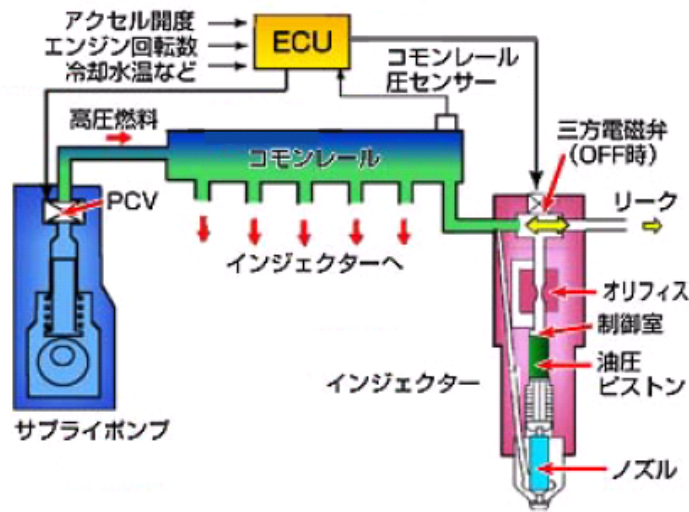 アクセル開度
エンジン回転数
冷却水温など
ECU
コモンレール
圧センサー
高圧燃料
コモンレール
三方電磁弁
(OFF時)
PCV
リーク
インジェクターへ
オリフィス
制御室
油圧
ピストン
インジェクター
サプライポンプ
ノズル